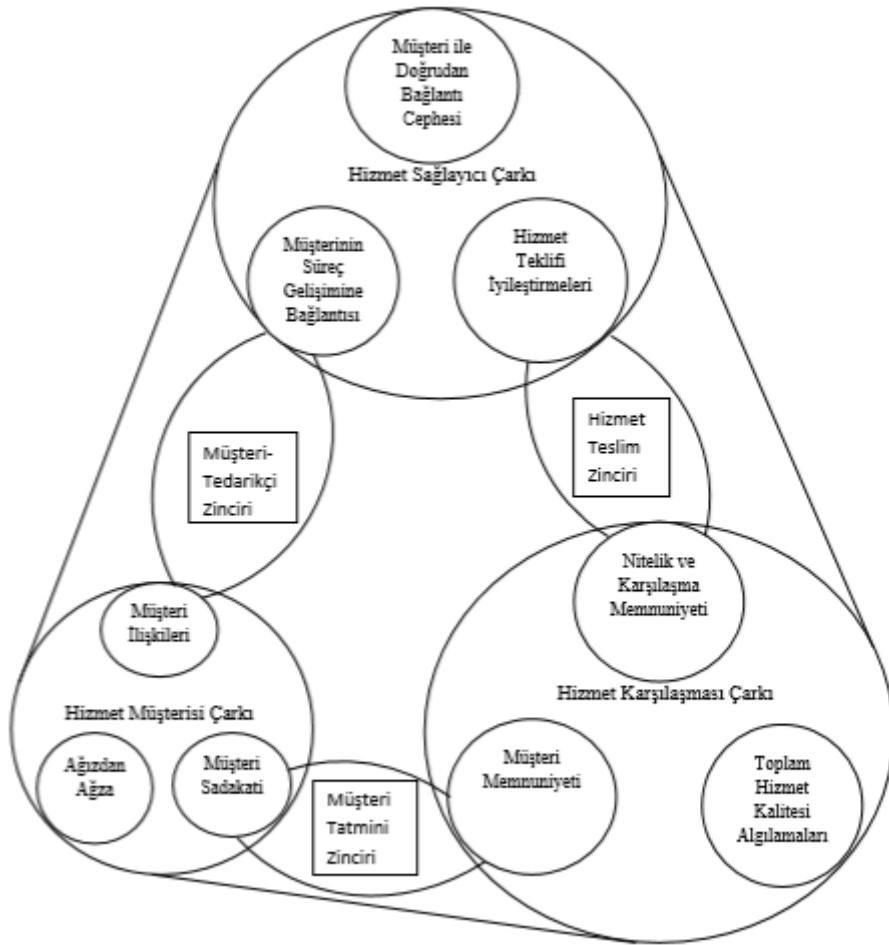 Müşteri ile
Doğrudan
Bağlantı
Cephesi
Hizmet Sağlayıcı Çarkı
Müşterinin
Süreç
Gelişimine
Bağlantısı
Hizmet
Teklifi
İyileştirmeleri
Müşteri-
Tedarikçi
Zinciri
Hizmet
Teslim
Zinciri
Müşteri
İlişkileri
Hizmet Müşterisi Çarkı
Ağızdan
Ağza
Müşteri
Sadakati
Müşteri
Tatmini
Zinciri
Nitelik ve
Karşılaşma
Memnuniyeti
Hizmet Karşılaşması Çarkı
Müşteri
Memnuniyeti
Toplam
Hizmet
Kalitesi
Algılamaları